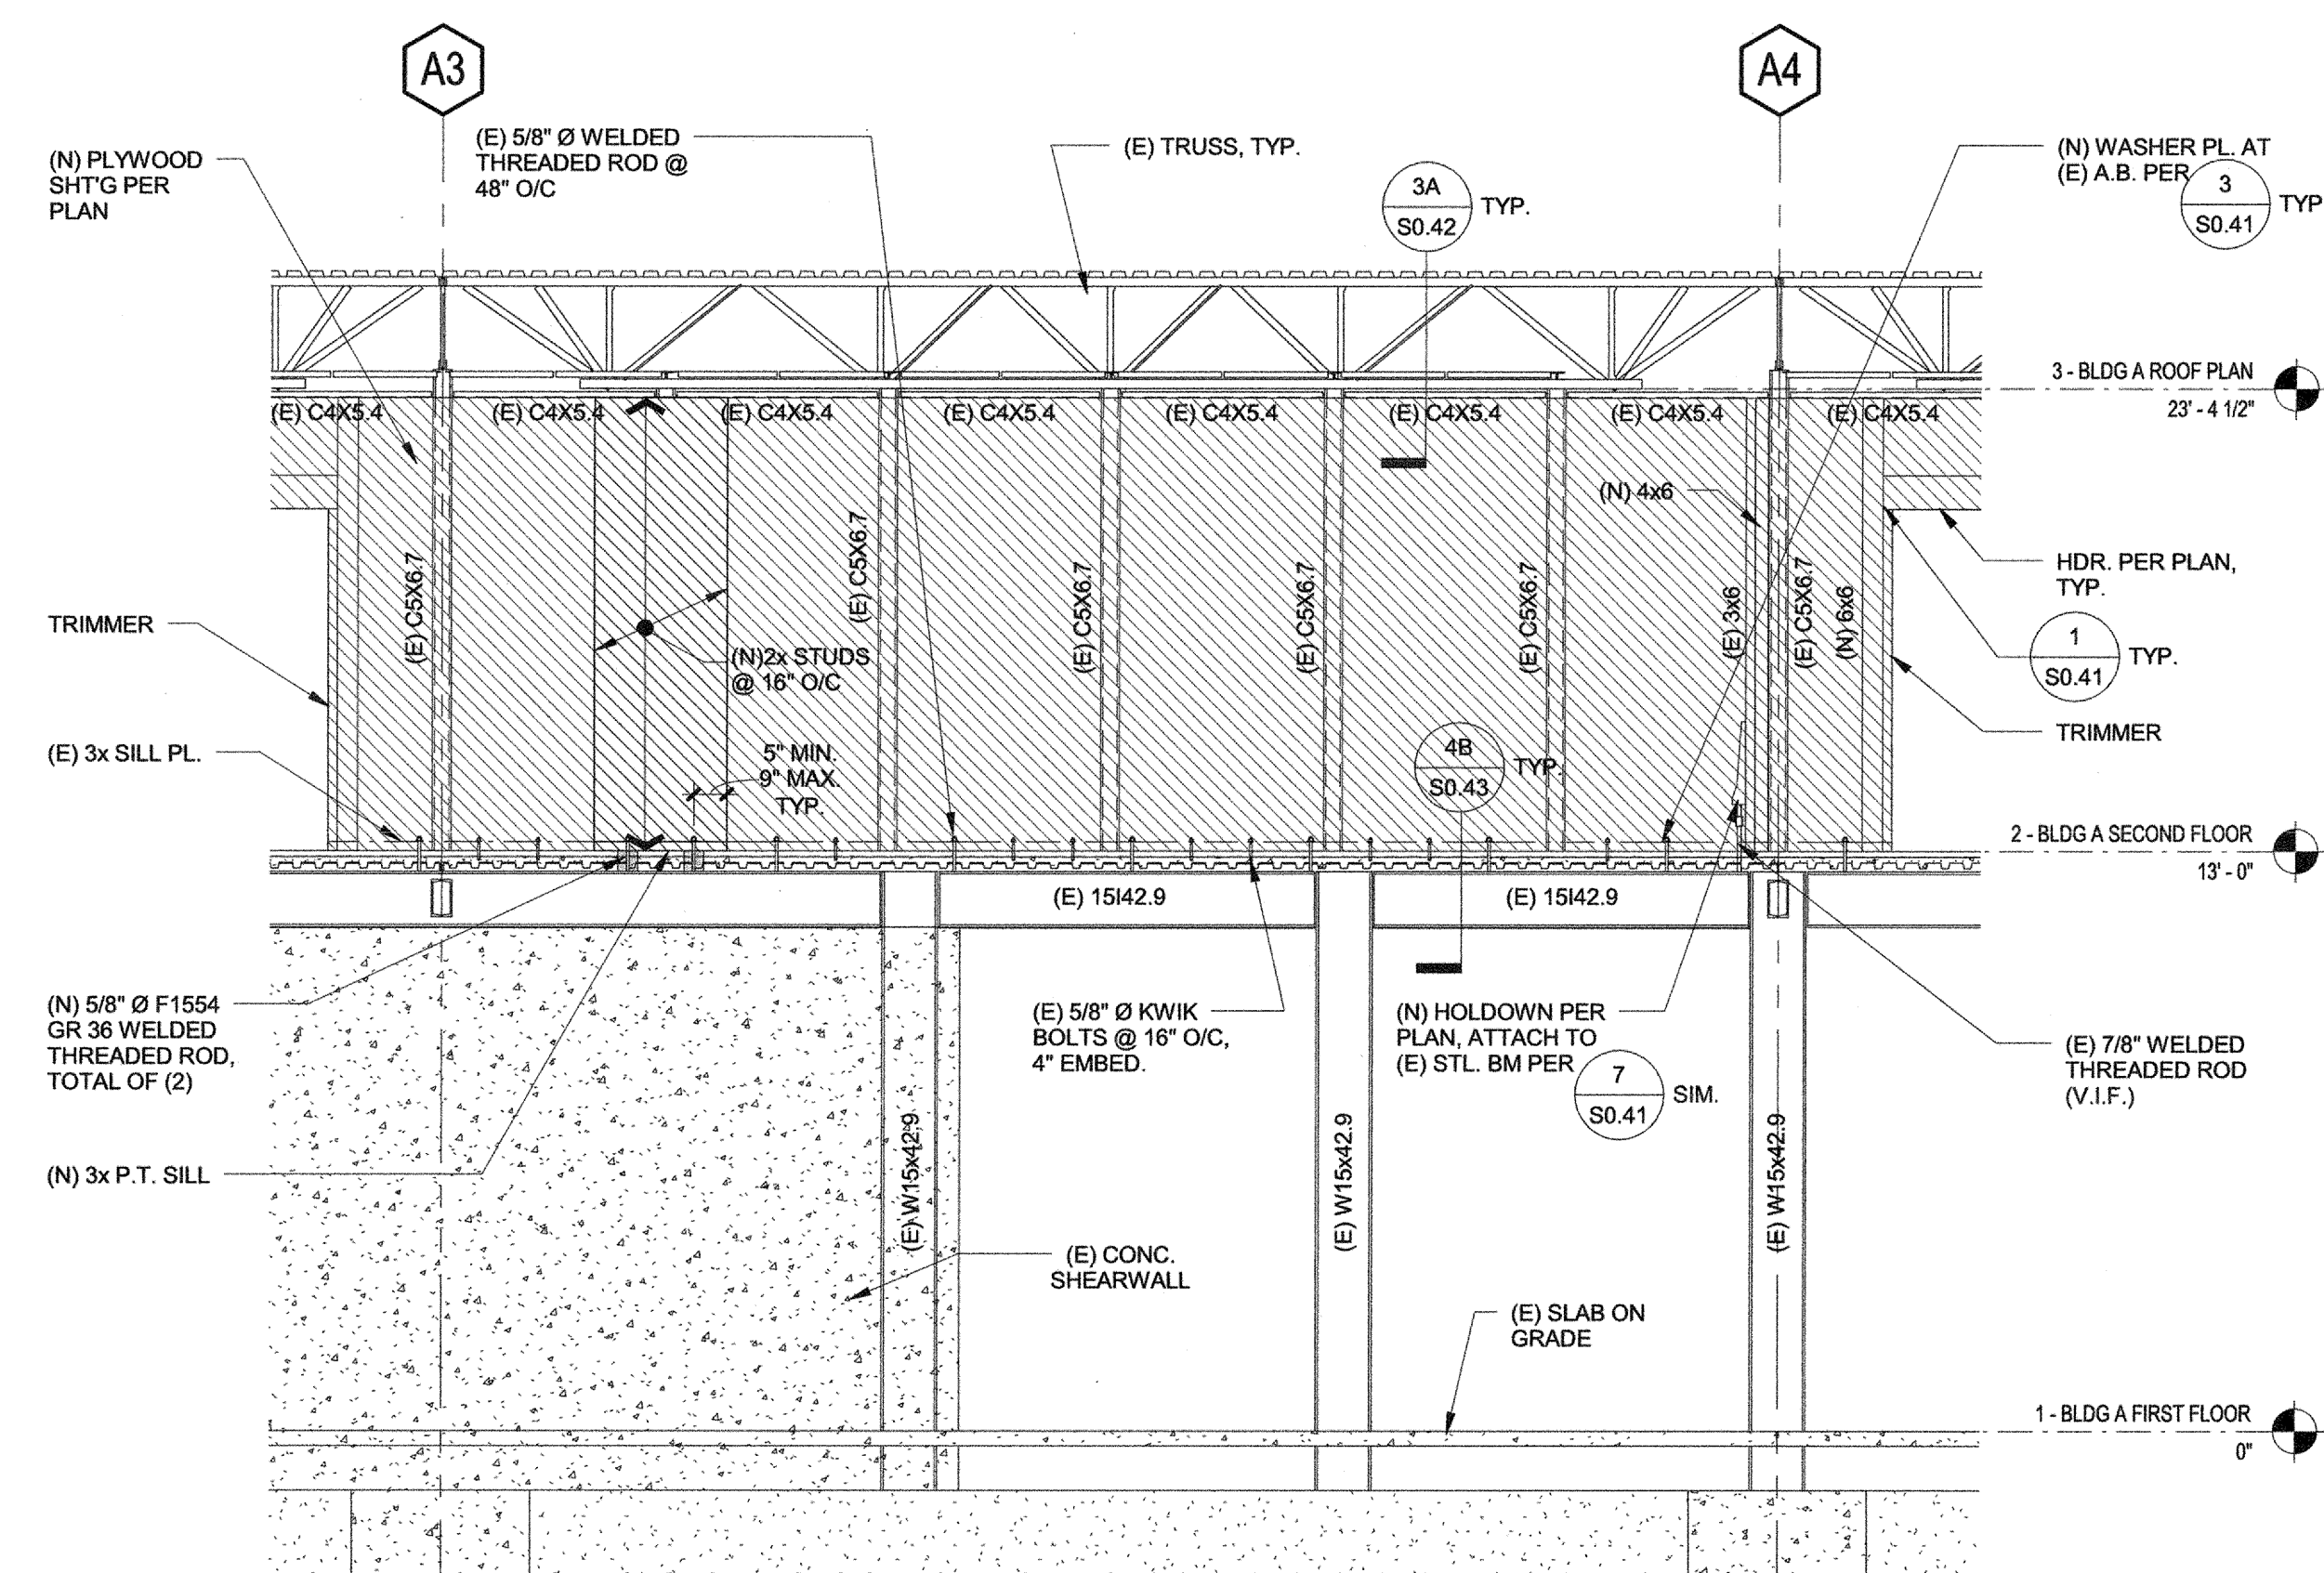 A3
A4
(N) PLYWOOD
SHT'G PER
PLAN
(E) 5/8" Ø WELDED
THREADED ROD @
48" O/C
(E) TRUSS, TYP.
3A
S0.42
TYP.
(N) WASHER PL. AT
(E) A.B. PER
3
S0.41
TYP
3 - BLDG A ROOF PLAN
23' - 4 1/2"
(E) C4X5.4
(E) C4X5.4
(E) C4X5.4
(E) C4X5.4
(E) C4X5.4
(E) C4X5.4
(E) C4X5.4
(E) C4X5.4
(N) 4x6
(E) C5X6.7
(E) C5X6.7
(E) C5X6.7
(E) C5X6.7
(E) C5X6.7
(E) 3x6
(E) C5X6.7
(N) 6x6
HDR. PER PLAN,
TYP.
1
S0.41
TYP.
TRIMMER
(N)2x STUDS
@ 16" O/C
TRIMMER
(E) 3x SILL PL.
5" MIN.
9" MAX.
TYP.
4B
S0.43
TYP.
2 - BLDG A SECOND FLOOR
13' - 0"
(E) 15I42.9
(E) 15I42.9
(N) 5/8" Ø F1554
GR 36 WELDED
THREADED ROD,
TOTAL OF (2)
(E) 5/8" Ø KWIK
BOLTS @ 16" O/C,
4" EMBED.
(N) HOLDOWN PER
PLAN, ATTACH TO
(E) STL. BM PER
7
S0.41
SIM.
(E) 7/8" WELDED
THREADED ROD
(V.I.F.)
(N) 3x P.T. SILL
(E) W15x42.9
(E) W15x42.9
(E) W15x42.9
(E) CONC.
SHEARWALL
(E) SLAB ON
GRADE
1 - BLDG A FIRST FLOOR
0"